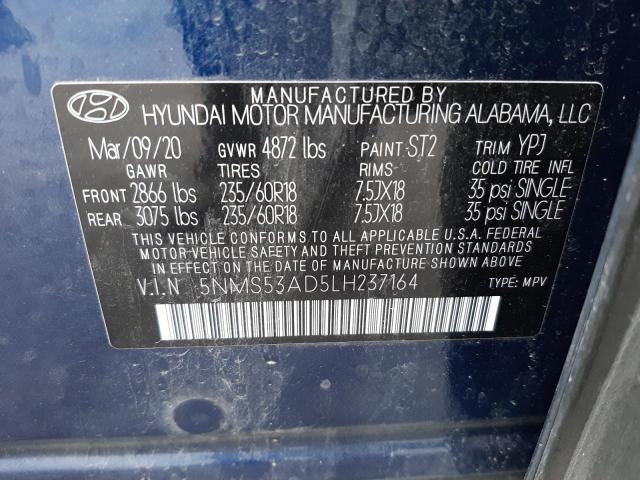 MANUFACTURED BY
HYUNDAI MOTOR MANUFACTURING ALABAMA, LLC
Mar/09/20 GVWR 4872 lbs PAINT-ST2 TRIM YPJ
GAWR TIRES RIMS- COLD TIRE INFL
FRONT 2866 lbs 235/60R18 7.5JX18 35 psi SINGLE
REAR 3075 lbs 235/60R18 7.5JX18 35 psi SINGLE
THIS VEHICLE CONFORMS TO ALL APPLICABLE U.S.A. FEDERAL
MOTOR-VEHICLE SAFETY AND THEFT PREVENTION STANDARDS
IN EFFECT ON THE DATE OF MANUFACTURE SHOWN ABOVE.
V.I.N 5NMS53AD5LH237164 TYPE: MPV